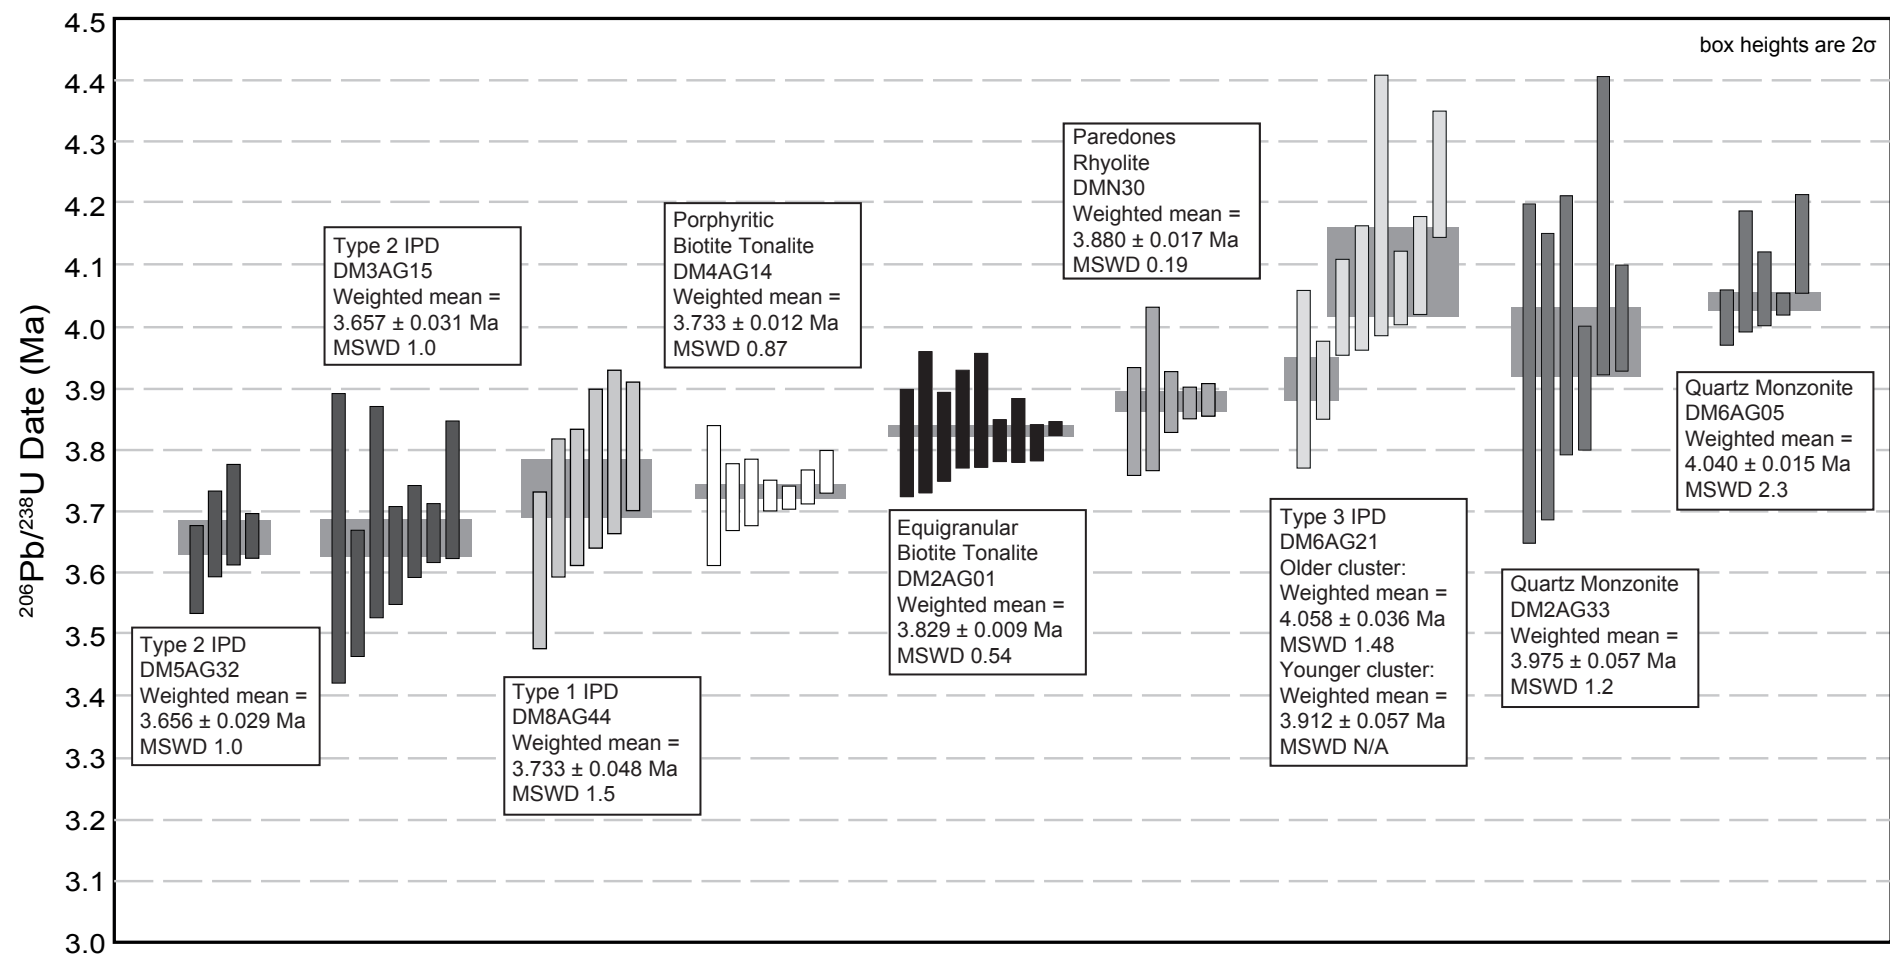 4.5
4.4
4.3
4.2
4.1
4.0
3.9
3.8
3.7
3.6
3.5
3.4
3.3
3.2
3.1
3.0
206Pb/238U Date (Ma)
box heights are 2σ
Type 2 IPD
DM5AG32
Weighted mean =
3.656 ± 0.029 Ma
MSWD 1.0
Type 2 IPD
DM3AG15
Weighted mean =
3.657 ± 0.031 Ma
MSWD 1.0
Type 1 IPD
DM8AG44
Weighted mean =
3.733 ± 0.048 Ma
MSWD 1.5
Porphyritic
Biotite Tonalite
DM4AG14
Weighted mean =
3.733 ± 0.012 Ma
MSWD 0.87
Equigranular
Biotite Tonalite
DM2AG01
Weighted mean =
3.829 ± 0.009 Ma
MSWD 0.54
Paredones
Rhyolite
DMN30
Weighted mean =
3.880 ± 0.017 Ma
MSWD 0.19
Type 3 IPD
DM6AG21
Older cluster:
Weighted mean =
4.058 ± 0.036 Ma
MSWD 1.48
Younger cluster:
Weighted mean =
3.912 ± 0.057 Ma
MSWD N/A
Quartz Monzonite
DM2AG33
Weighted mean =
3.975 ± 0.057 Ma
MSWD 1.2
Quartz Monzonite
DM6AG05
Weighted mean =
4.040 ± 0.015 Ma
MSWD 2.3